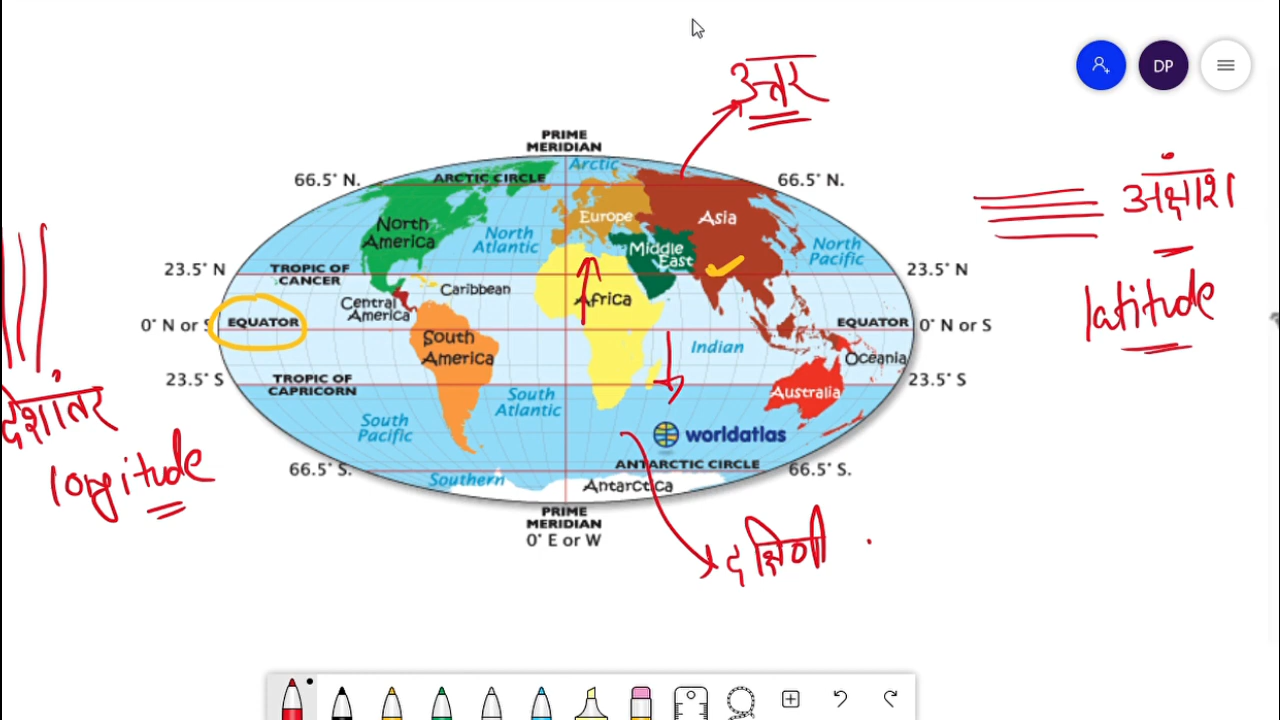 DP
उत्तर
PRIME
MERIDIAN
Arctic
66.5° N.
ARCTIC CIRCLE
66.5° N.
अक्षांश
North
America
North
Atlantic
Europe
Asia
Middle
East
North
Pacific
23.5° N
TROPIC OF
CANCER
23.5° N
Caribbean
Central
America
Africa
latitude
0° N or S
EQUATOR
EQUATOR
0° N or S
South
America
Indian
Oceania
23.5° S
TROPIC OF
CAPRICORN
23.5° S
Australia
देशांतर
South
Pacific
South
Atlantic
worldatlas
longitude
66.5° S.
ANTARCTIC CIRCLE
66.5° S.
Southern
Antarctica
PRIME
MERIDIAN
0° E or W